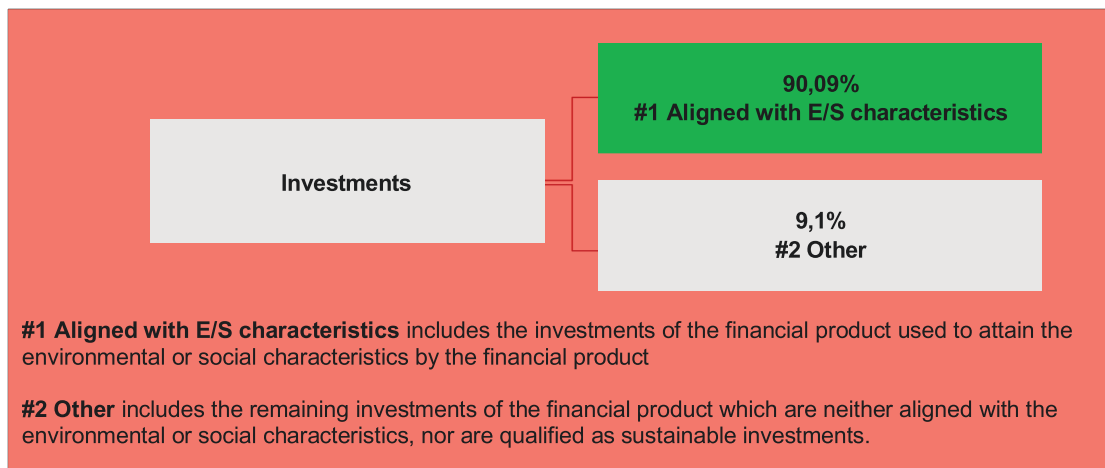 90,09%
#1 Aligned with E/S characteristics
Investments
9,1%
#2 Other
#1 Aligned with E/S characteristics includes the investments of the financial product used to attain the
environmental or social characteristics by the financial product
#2 Other includes the remaining investments of the financial product which are neither aligned with the
environmental or social characteristics, nor are qualified as sustainable investments.